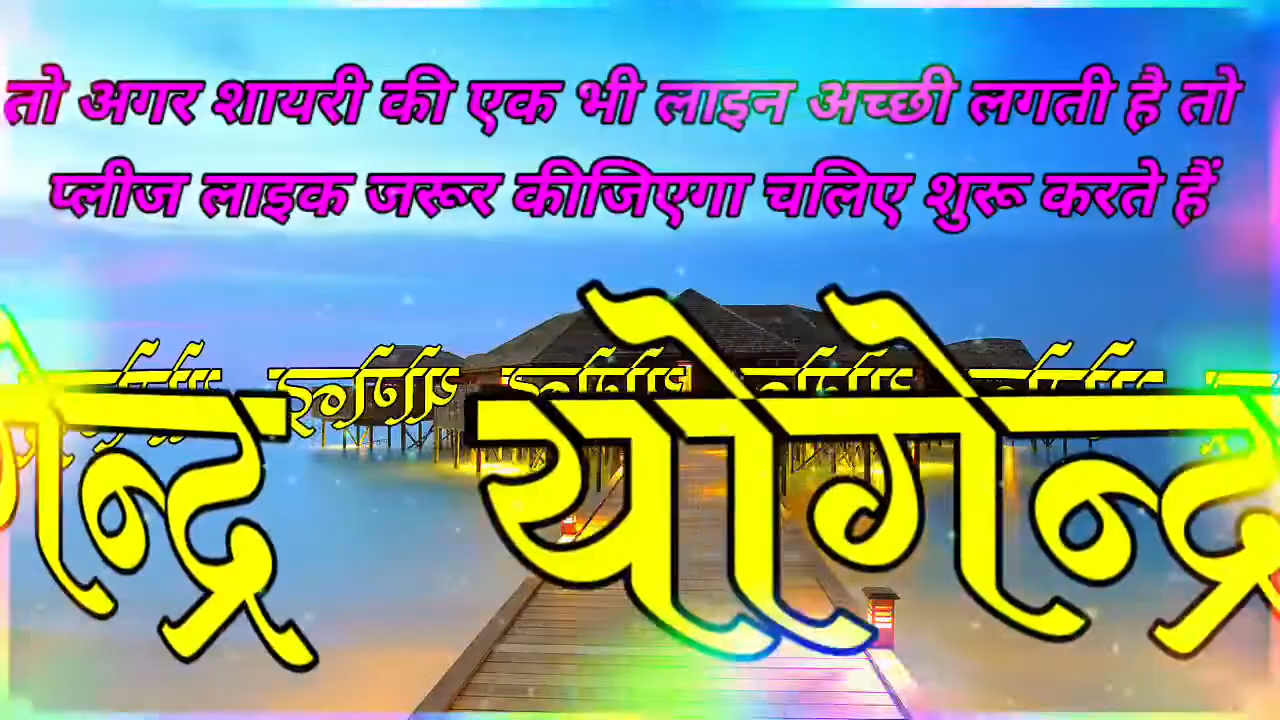 तो अगर शायरी की एक भी लाइन अच्छी लगती है तो
प्लीज लाइक जरूर कीजिएगा चलिए शुरू करते हैं
योगेन्द्र